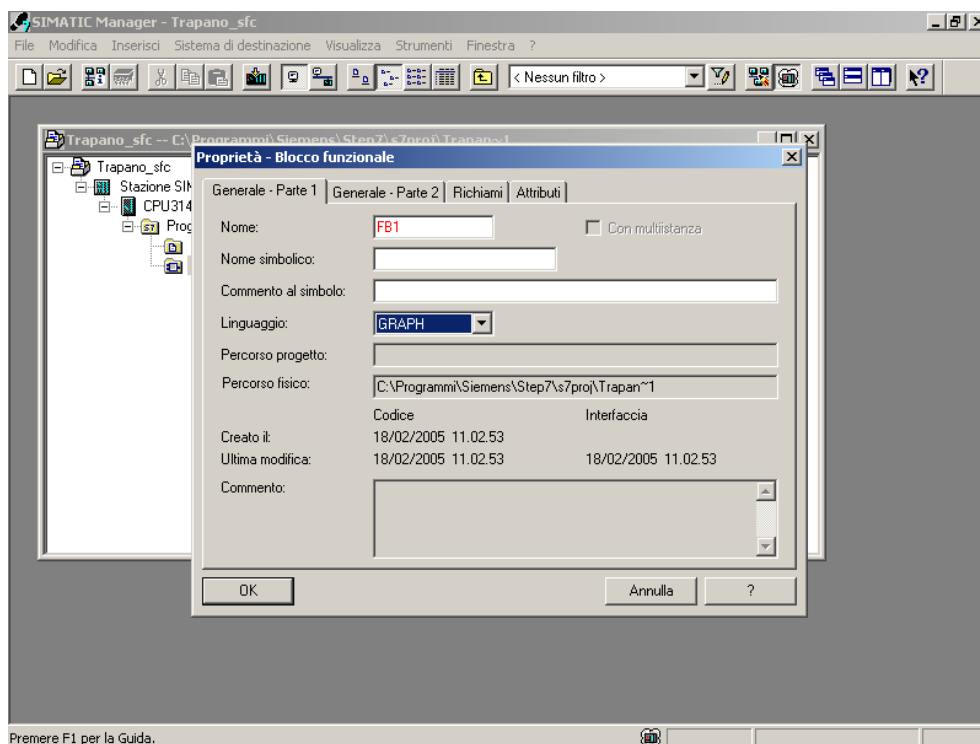 SIMATIC Manager - Trapano_sfc
File Modifica Inserisci Sistema di destinazione Visualizza Strumenti Finestra ?
< Nessun filtro >
Trapano_sfc -- C:\Programmi\Siemens\Step7\s7proj\Trapan~1
Trapano_sfc
Stazione SIM
CPU314
Prog
Proprietà - Blocco funzionale
Generale - Parte 1 Generale - Parte 2 Richiami Attributi
Nome: FB1 Con multiistanza
Nome simbolico:
Commento al simbolo:
Linguaggio: GRAPH
Percorso progetto:
Percorso fisico: C:\Programmi\Siemens\Step7\s7proj\Trapan~1
Codice Interfaccia
Creato il: 18/02/2005 11.02.53
Ultima modifica: 18/02/2005 11.02.53 18/02/2005 11.02.53
Commento:
OK Annulla ?
Premere F1 per la Guida.